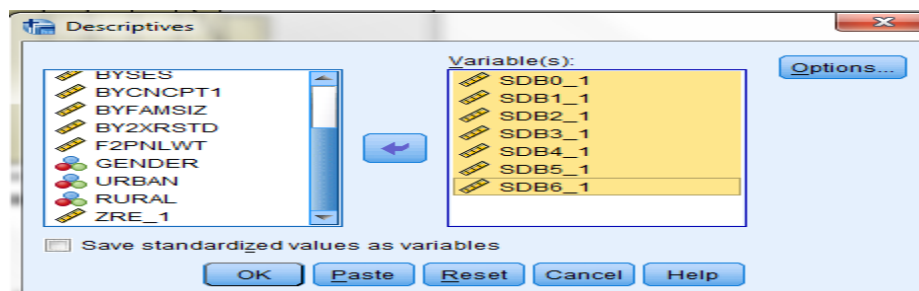 Descriptives
BYSES
BYCNCPT1
BYFAMSIZ
BY2XRSTD
F2PNLWT
GENDER
URBAN
RURAL
ZRE_1
Variable(s):
SDB0_1
SDB1_1
SDB2_1
SDB3_1
SDB4_1
SDB5_1
SDB6_1
Options...
Save standardized values as variables
OK Paste Reset Cancel Help